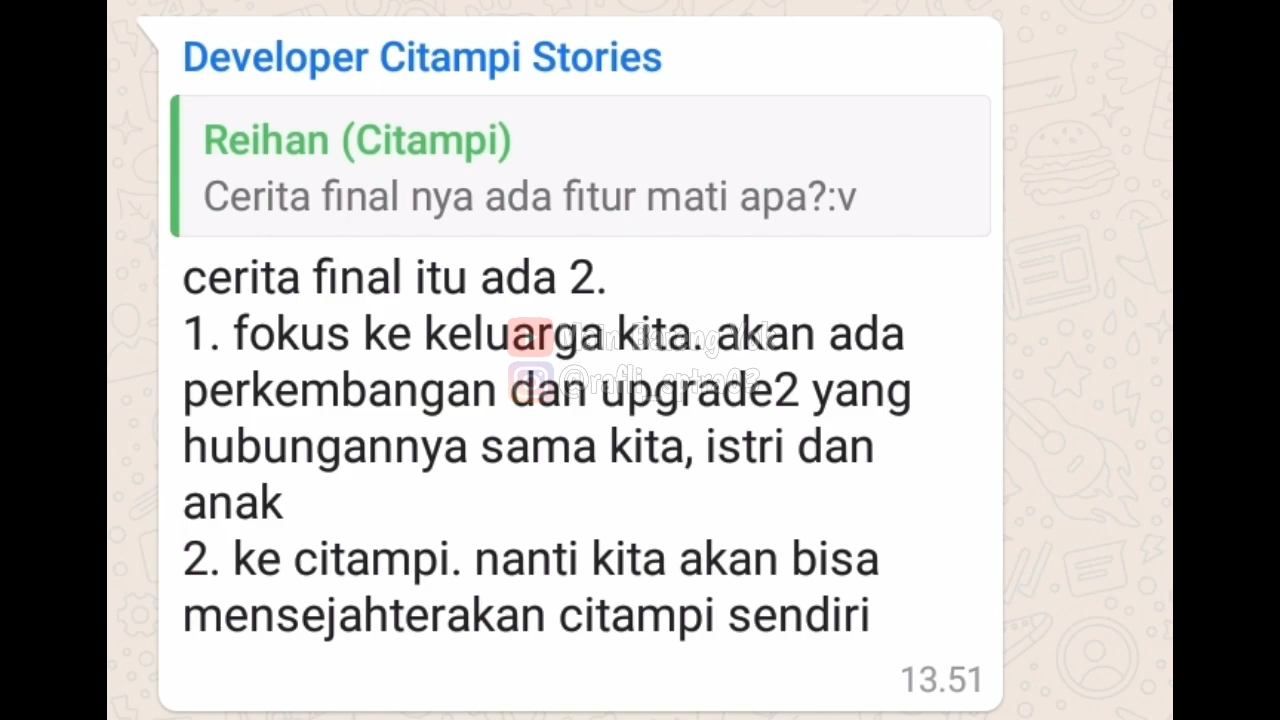 Developer Citampi Stories
Reihan (Citampi)
Cerita final nya ada fitur mati apa?:v
cerita final itu ada 2.
1. fokus ke keluarga kita. akan ada
perkembangan dan upgrade2 yang
hubungannya sama kita, istri dan
anak
2. ke citampi. nanti kita akan bisa
mensejahterakan citampi sendiri
13.51